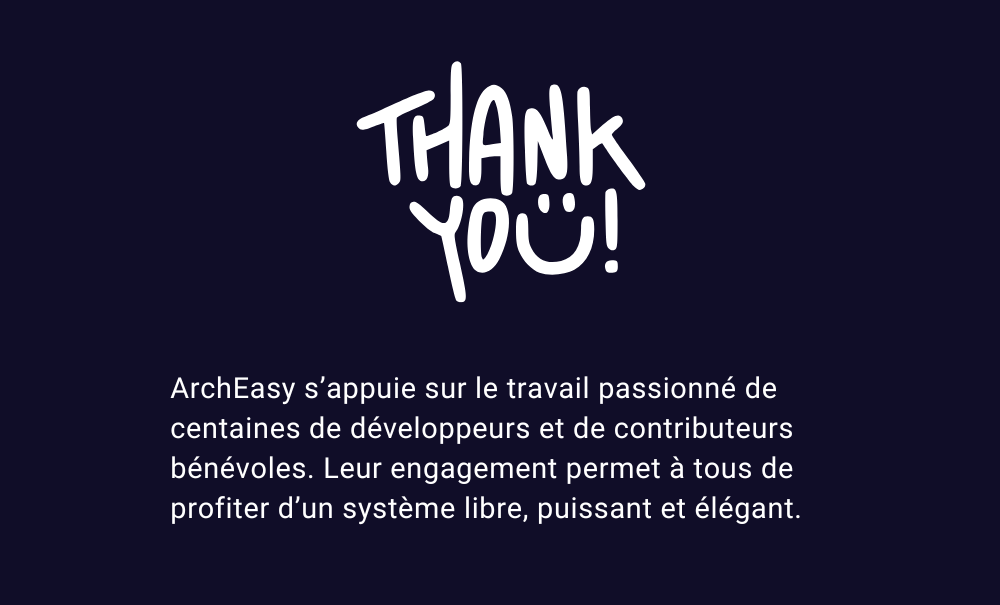 THANK
YOU!
ArchEasy s’appuie sur le travail passionné de
centaines de développeurs et de contributeurs
bénévoles. Leur engagement permet à tous de
profiter d’un système libre, puissant et élégant.